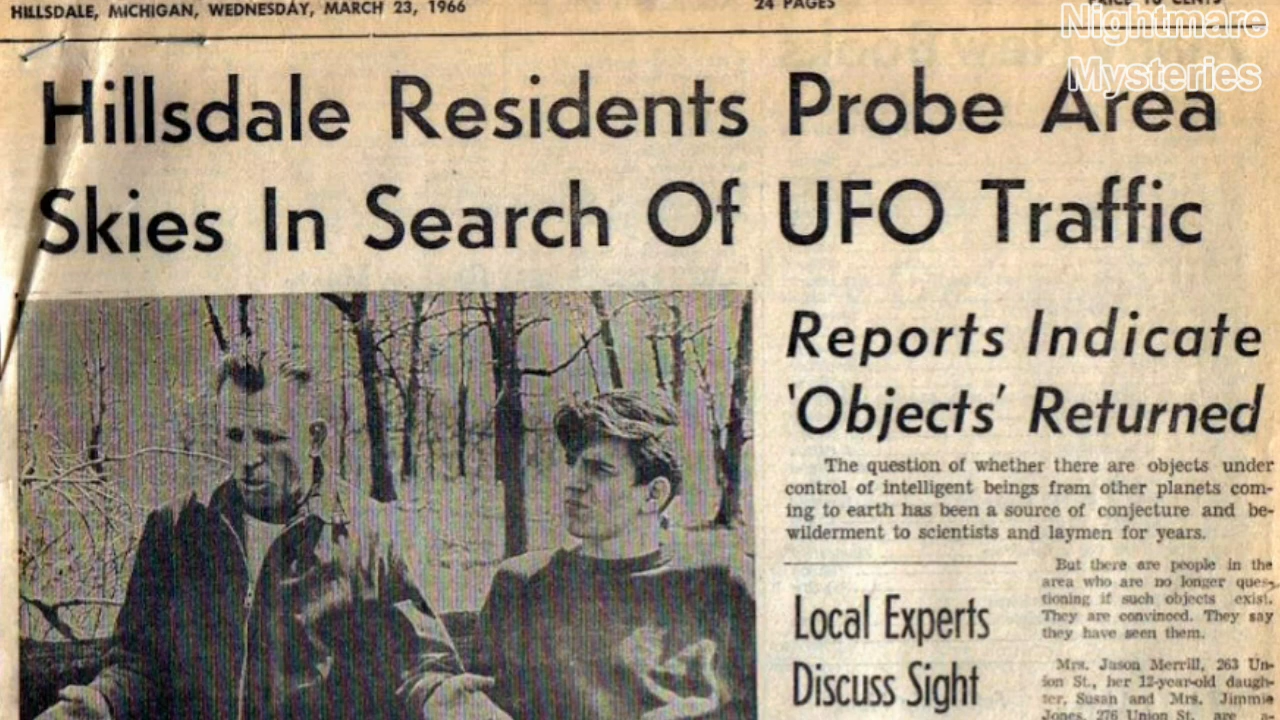 HILLSDALE, MICHIGAN, WEDNESDAY, MARCH 23, 1966
24 PAGES
PRICE 10 CENTS
Nightmare
Mysteries
Hillsdale Residents Probe Area
Skies In Search Of UFO Traffic
Reports Indicate
'Objects' Returned
The question of whether there are objects under
control of intelligent beings from other planets com-
ing to earth has been a source of conjecture and be-
wilderment to scientists and laymen for years.
Local Experts
Discuss Sight
But there are people in the
area who are no longer ques-
tioning if such objects exist.
They are convinced. They say
they have seen them.
Mrs. Jason Merrill, 263 Un-
ion St., her 12-year-old daugh-
ter, Susan and Mrs. Jimmie
Jones, 276 Union St., are